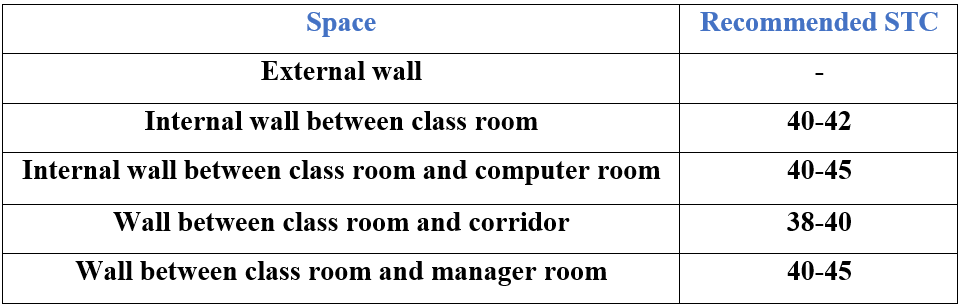 Space Recommended STC
External wall -
Internal wall between class room 40-42
Internal wall between class room and computer room 40-45
Wall between class room and corridor 38-40
Wall between class room and manager room 40-45